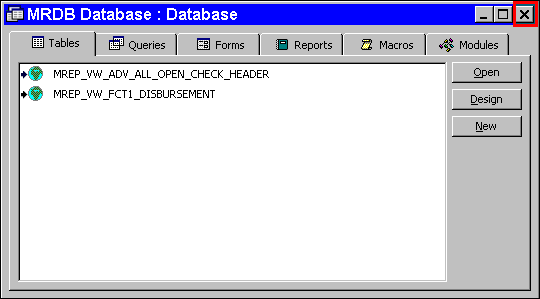 MRDB Database : Database
Tables Queries Forms Reports Macros Modules
MREP_VW_ADV_ALL_OPEN_CHECK_HEADER
MREP_VW_FCT1_DISBURSEMENT
Open
Design
New